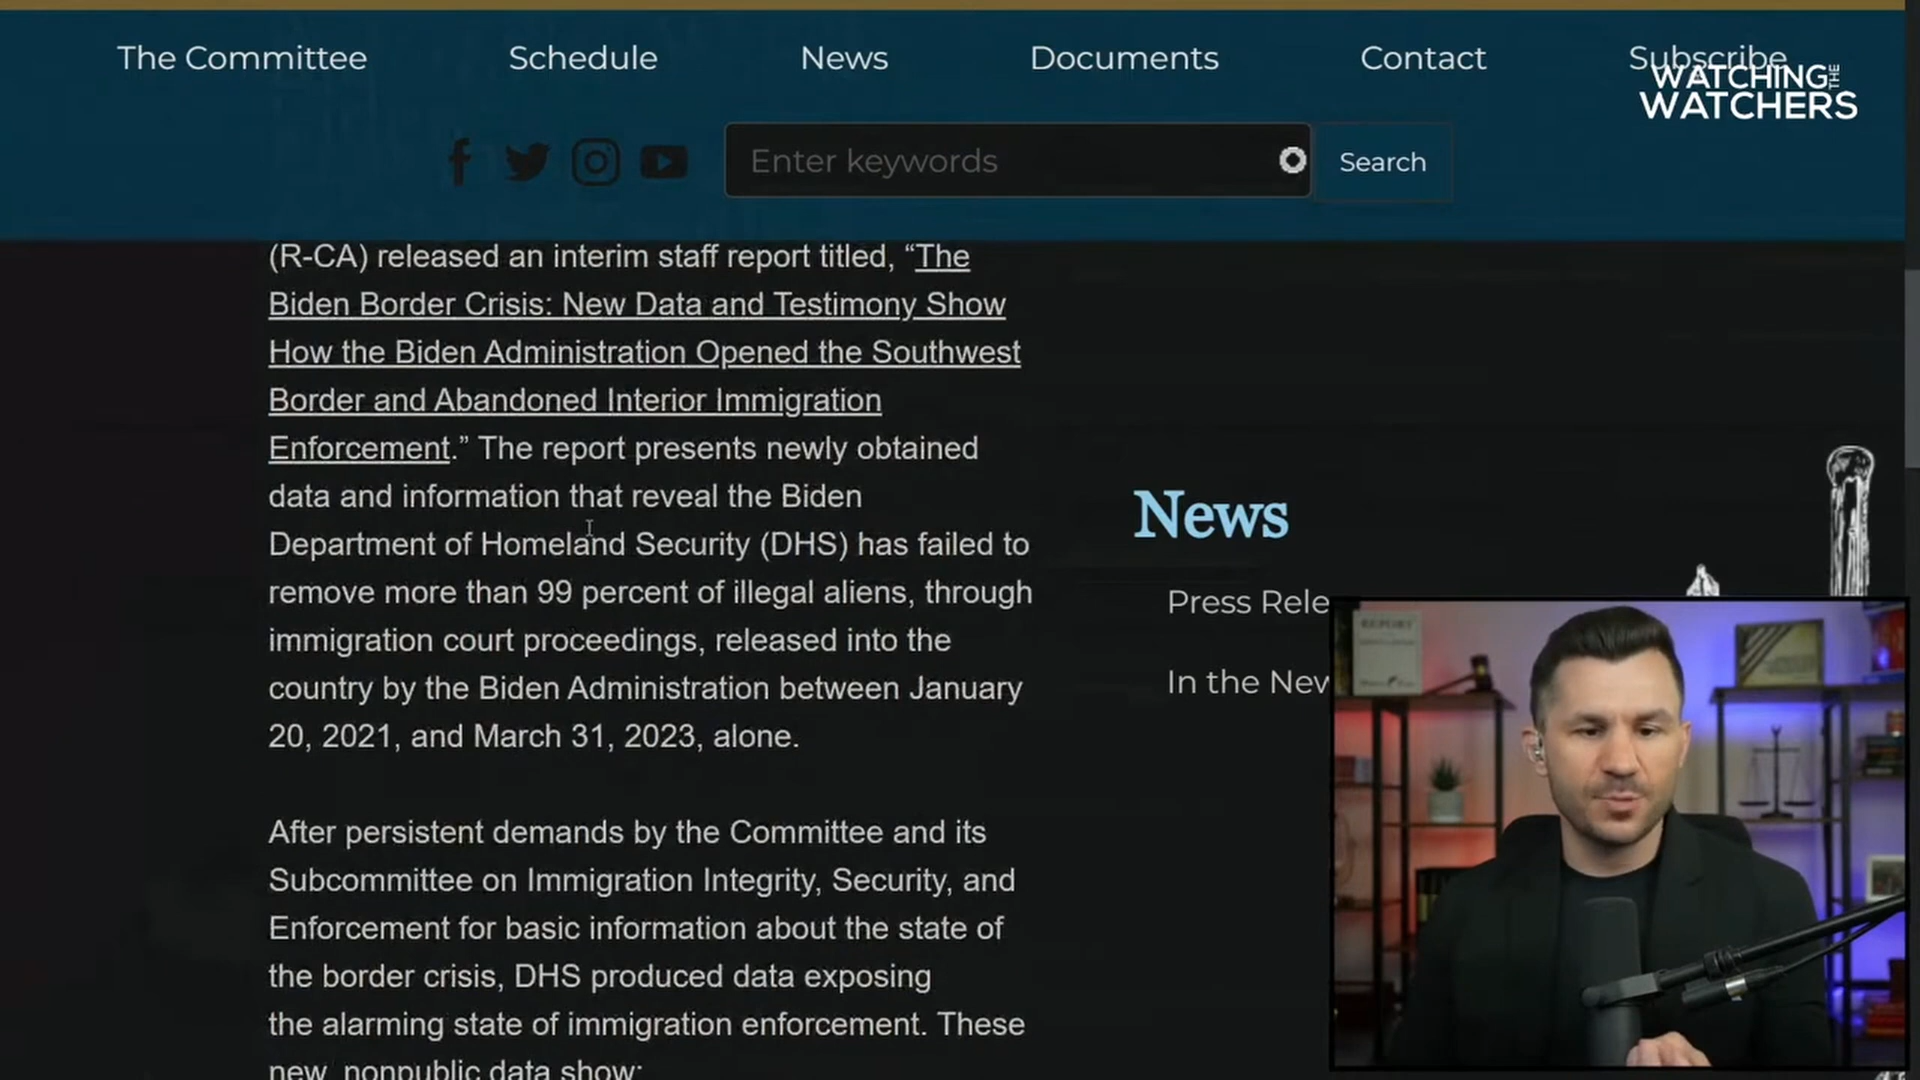 The Committee
Schedule
News
Documents
Contact
Subscribe
WATCHING THE
WATCHERS
Enter keywords
Search
(R-CA) released an interim staff report titled, “The
Biden Border Crisis: New Data and Testimony Show
How the Biden Administration Opened the Southwest
Border and Abandoned Interior Immigration
Enforcement.” The report presents newly obtained
data and information that reveal the Biden
Department of Homeland Security (DHS) has failed to
remove more than 99 percent of illegal aliens, through
immigration court proceedings, released into the
country by the Biden Administration between January
20, 2021, and March 31, 2023, alone.
After persistent demands by the Committee and its
Subcommittee on Immigration Integrity, Security, and
Enforcement for basic information about the state of
the border crisis, DHS produced data exposing
the alarming state of immigration enforcement. These
new, nonpublic data show:
News
Press Rele
In the New
REPORT